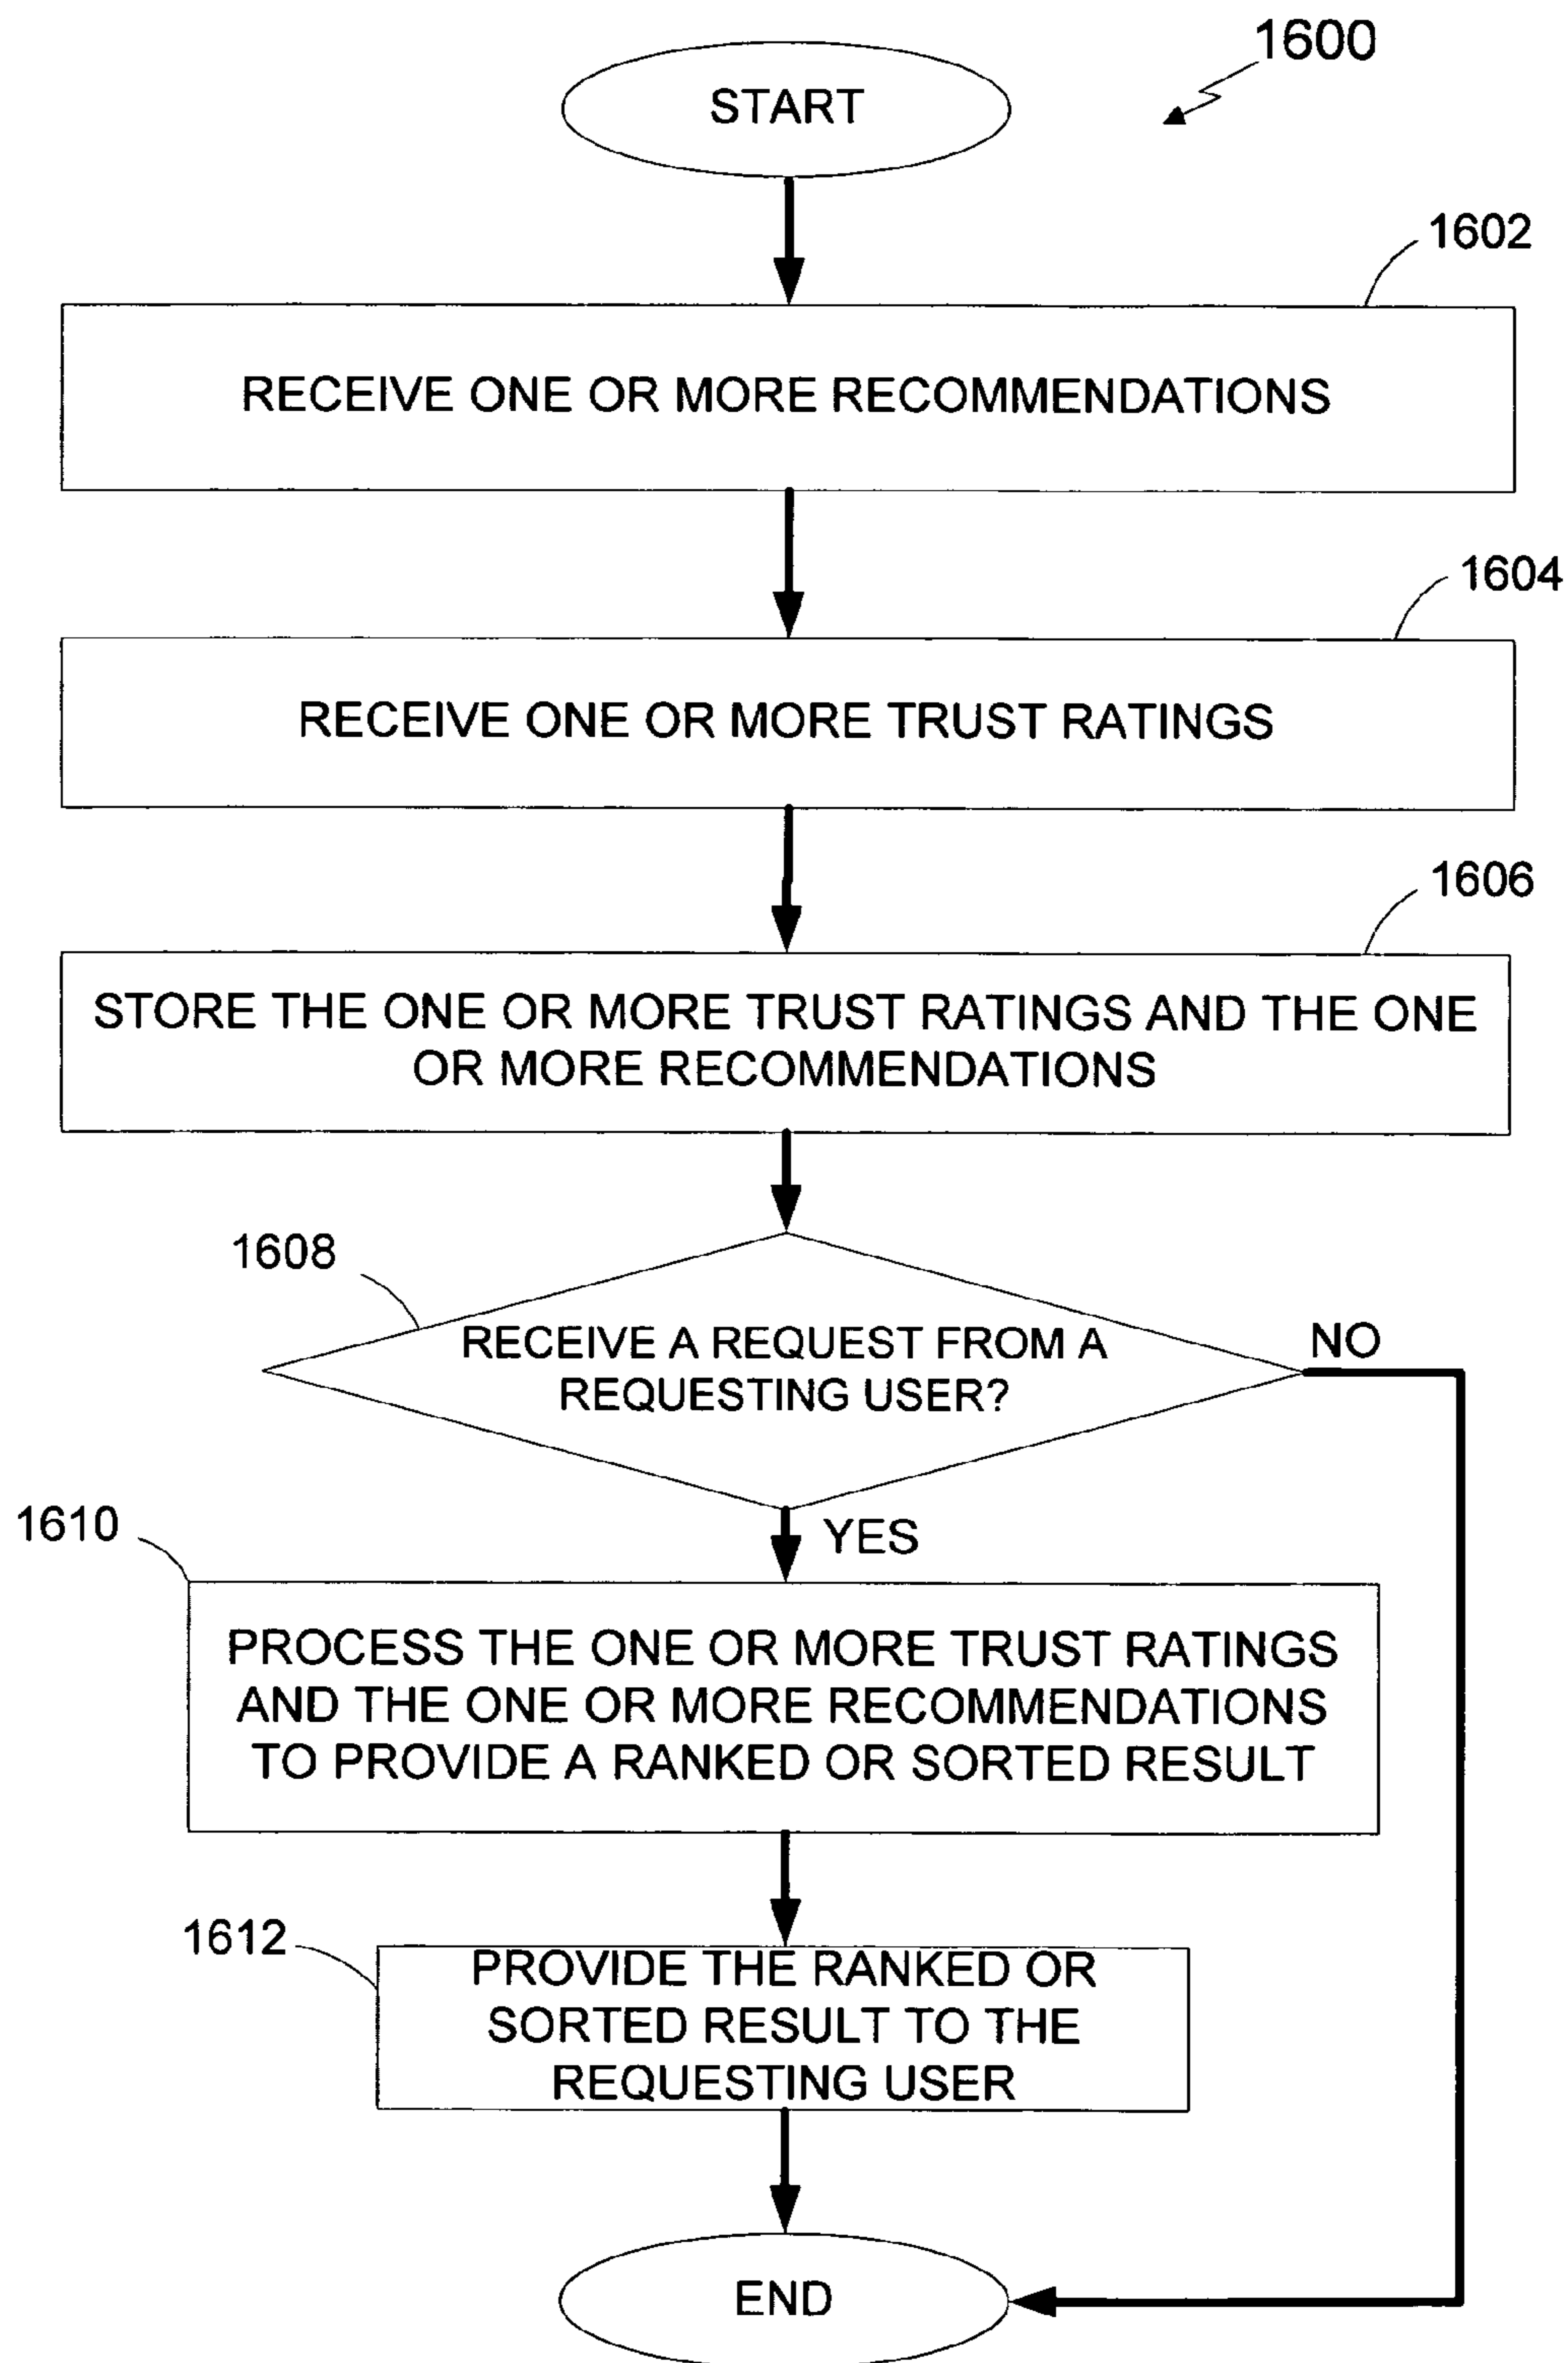 1600
START
1602
RECEIVE ONE OR MORE RECOMMENDATIONS
1604
RECEIVE ONE OR MORE TRUST RATINGS
1606
STORE THE ONE OR MORE TRUST RATINGS AND THE ONE
OR MORE RECOMMENDATIONS
1608
RECEIVE A REQUEST FROM A
REQUESTING USER?
NO
YES
1610
PROCESS THE ONE OR MORE TRUST RATINGS
AND THE ONE OR MORE RECOMMENDATIONS
TO PROVIDE A RANKED OR SORTED RESULT
1612
PROVIDE THE RANKED OR
SORTED RESULT TO THE
REQUESTING USER
END